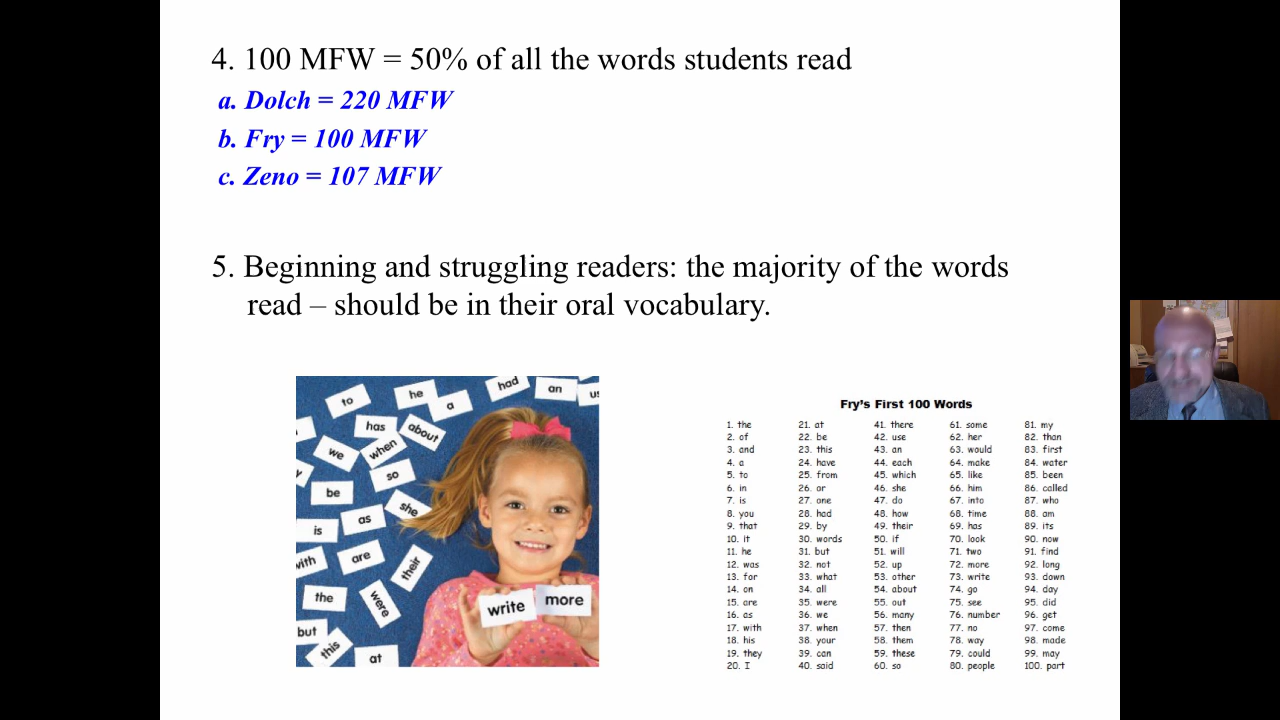 4. 100 MFW = 50% of all the words students read
a. Dolch = 220 MFW
b. Fry = 100 MFW
c. Zeno = 107 MFW
5. Beginning and struggling readers: the majority of the words
read – should be in their oral vocabulary.
to
he
a
had
an
us
has
about
we
when
so
be
she
as
is
with
are
their
the
were
but
this
at
write
more
Fry's First 100 Words
1. the
2. of
3. and
4. a
5. to
6. in
7. is
8. you
9. that
10. it
11. he
12. was
13. for
14. on
15. are
16. as
17. with
18. his
19. they
20. I
21. at
22. be
23. this
24. have
25. from
26. or
27. one
28. had
29. by
30. words
31. but
32. not
33. what
34. all
35. were
36. we
37. when
38. your
39. can
40. said
41. there
42. use
43. an
44. each
45. which
46. she
47. do
48. how
49. their
50. if
51. will
52. up
53. other
54. about
55. out
56. many
57. then
58. them
59. these
60. so
61. some
62. her
63. would
64. make
65. like
66. him
67. into
68. time
69. has
70. look
71. two
72. more
73. write
74. go
75. see
76. number
77. no
78. way
79. could
80. people
81. my
82. than
83. first
84. water
85. been
86. called
87. who
88. am
89. its
90. now
91. find
92. long
93. down
94. day
95. did
96. get
97. come
98. made
99. may
100. part